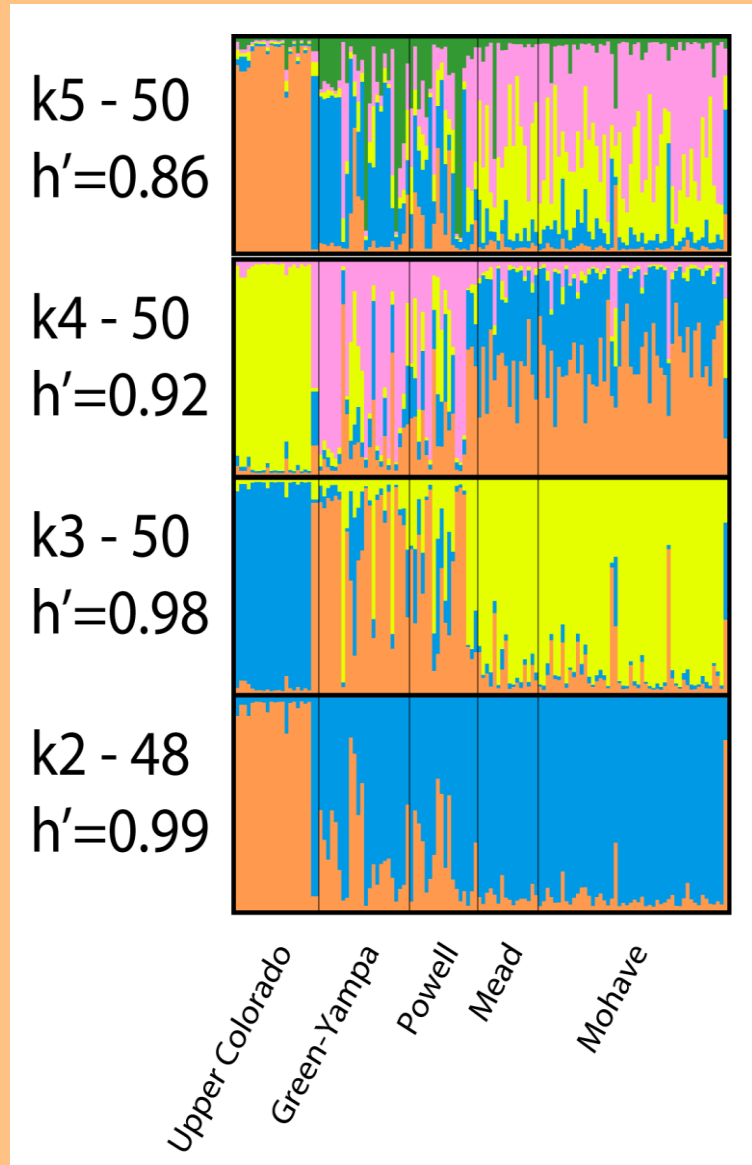 k5 - 50
h′=0.86
k4 - 50
h′=0.92
k3 - 50
h′=0.98
k2 - 48
h′=0.99
Upper Colorado
Green-Yampa
Powell
Mead
Mohave